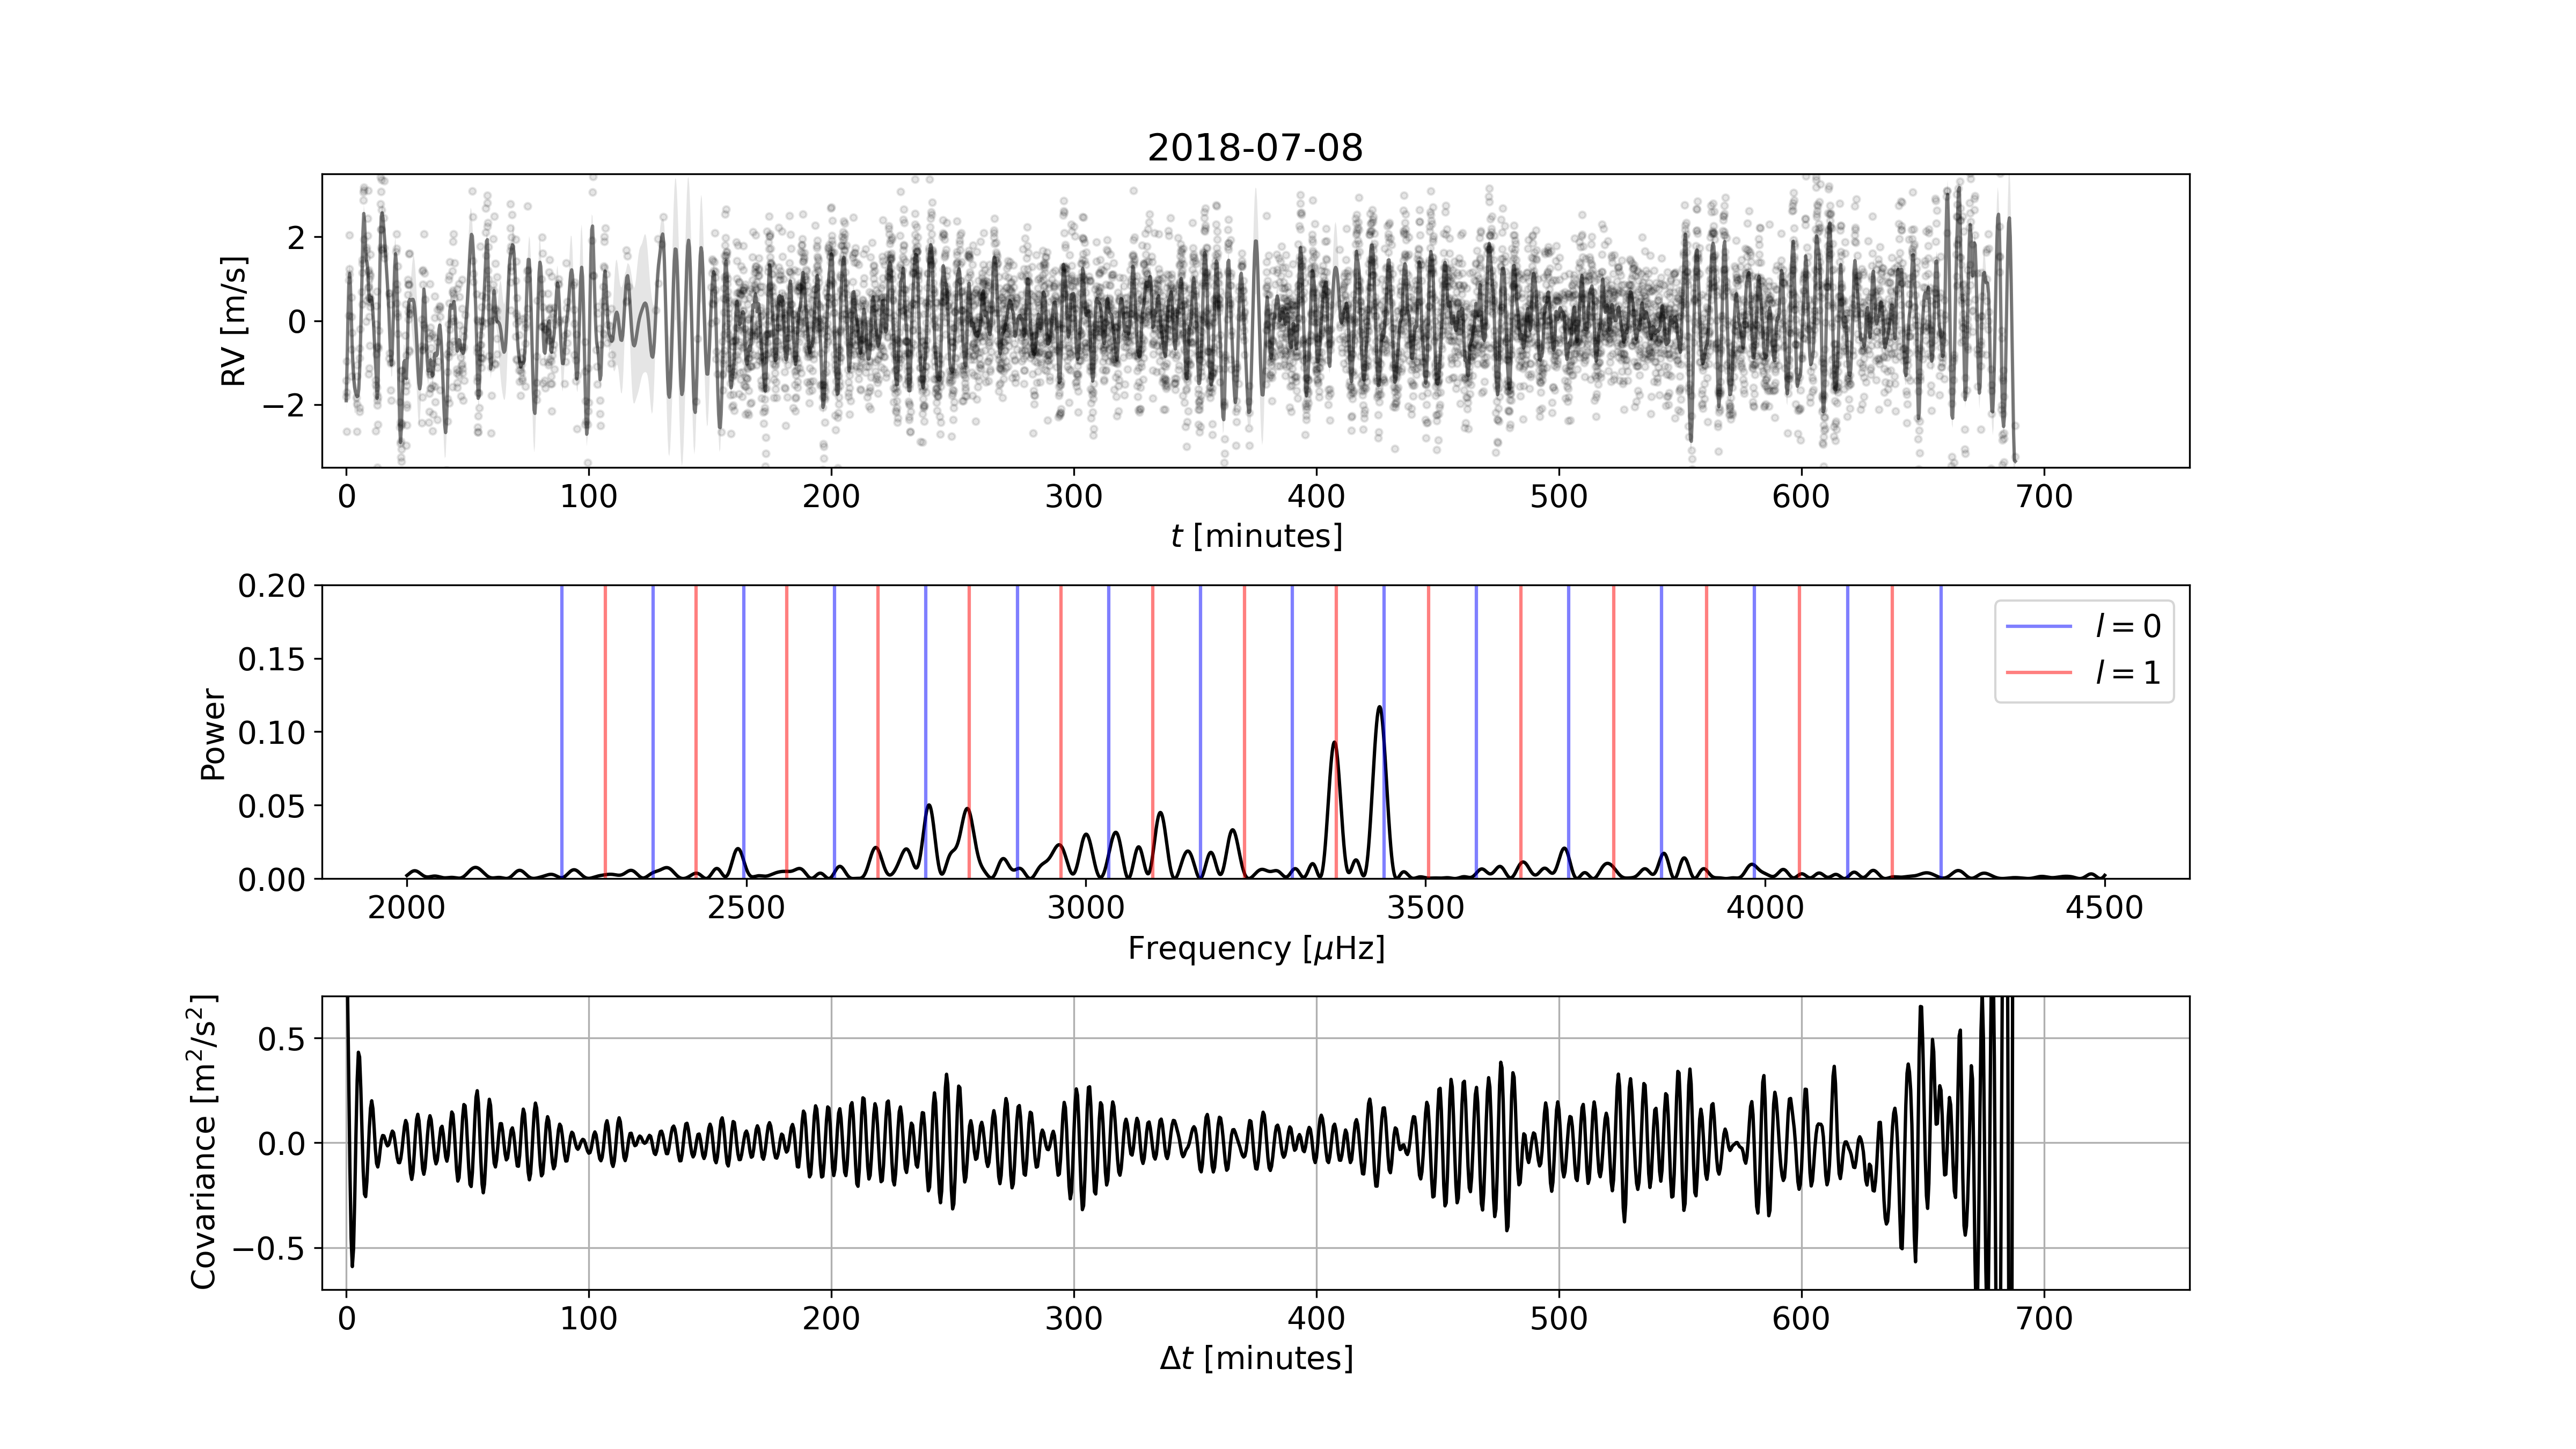 2018-07-08
RV [m/s]
2
0
−2
0 100 200 300 400 500 600 700
t [minutes]
Power
0.20
0.15
0.10
0.05
0.00
l = 0
l = 1
2000 2500 3000 3500 4000 4500
Frequency [μHz]
Covariance [m²/s²]
0.5
0.0
−0.5
0 100 200 300 400 500 600 700
Δt [minutes]